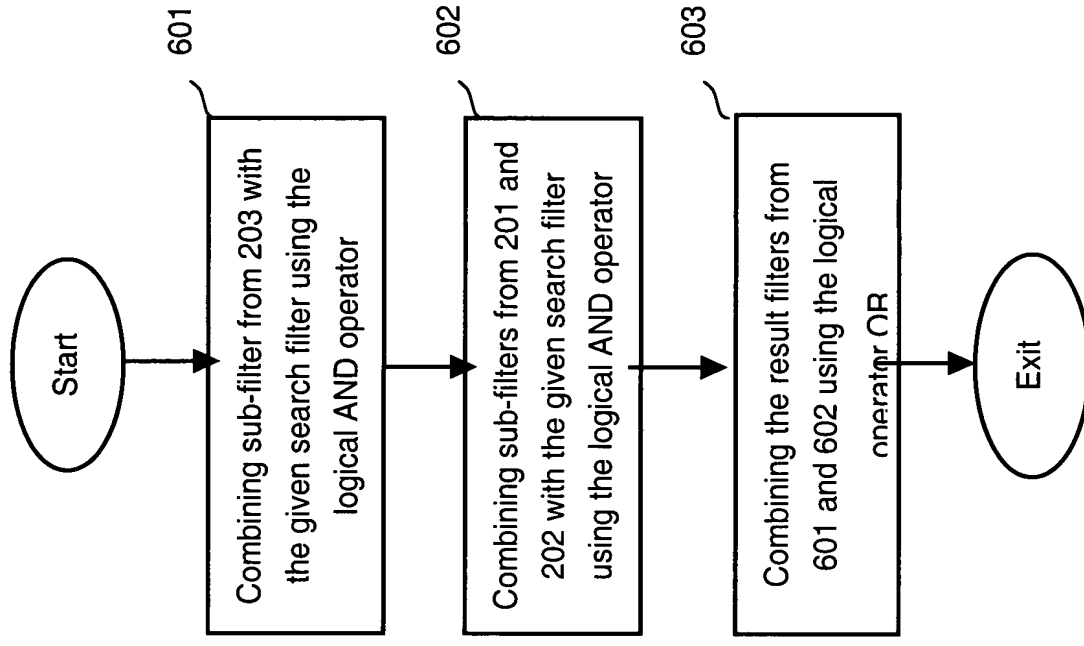 Start
601
Combining sub-filter from 203 with
the given search filter using the
logical AND operator
602
Combining sub-filters from 201 and
202 with the given search filter
using the logical AND operator
603
Combining the result filters from
601 and 602 using the logical
operator OR
Exit